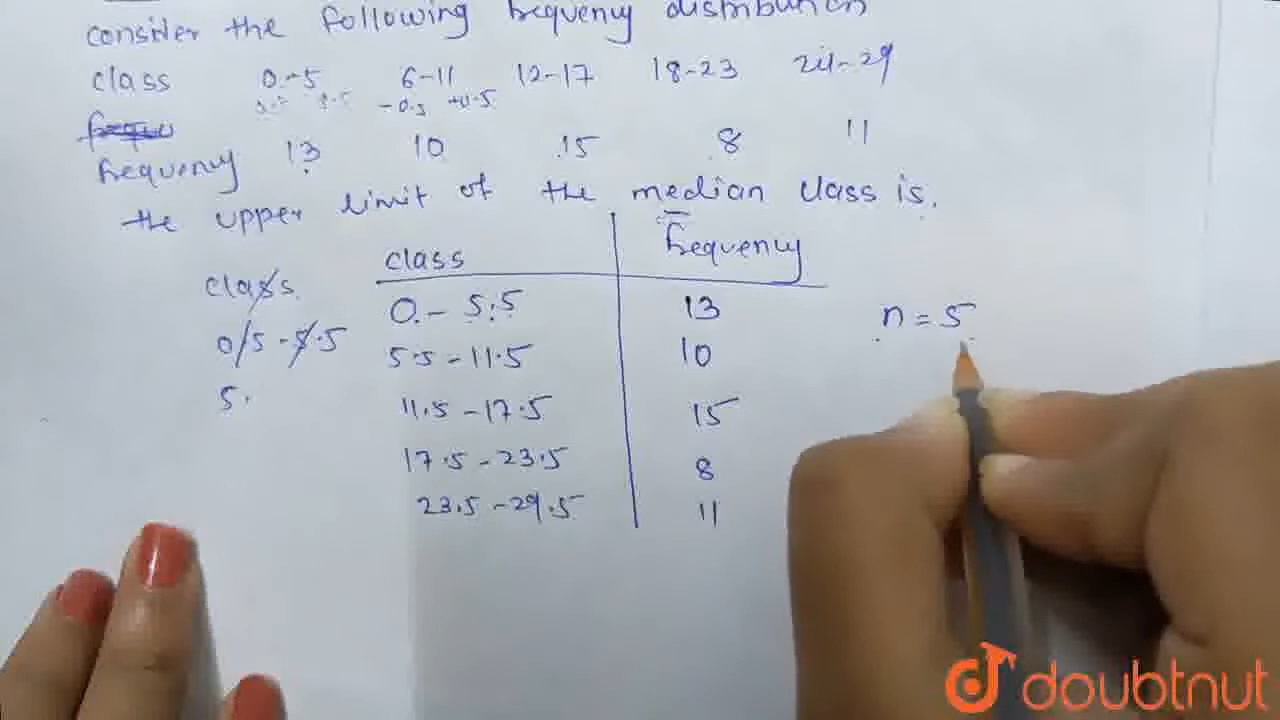 consider the following frequency distribution
class 0-5 6-11 12-17 18-23 24-29
-0.5 +0.5
frequency 13 10 15 8 11
the upper limit of the median class is.
class frequency
class.
0 - 5.5 13
0/5 - 5.5
5.5 - 11.5 10
5.
11.5 - 17.5 15
17.5 - 23.5 8
23.5 - 29.5 11
n = 5
doubtnut